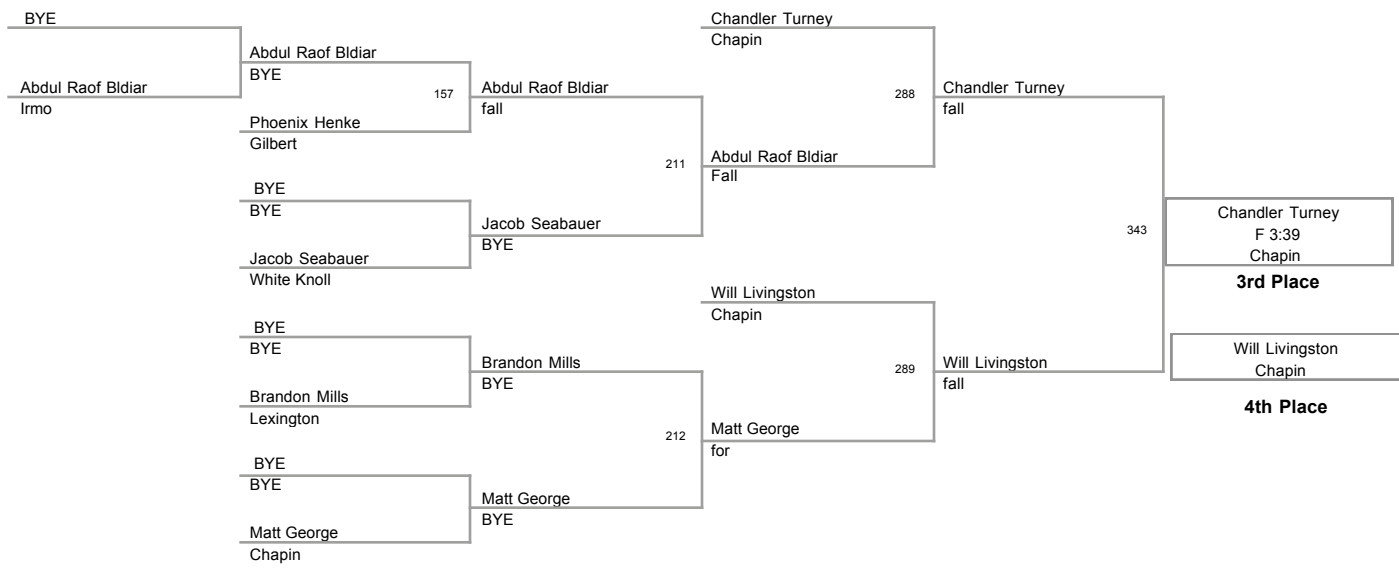 BYE
Abdul Raof Bldiar
Irmo
Abdul Raof Bldiar
BYE
157
Phoenix Henke
Gilbert
BYE
BYE
Jacob Seabauer
White Knoll
BYE
BYE
Brandon Mills
Lexington
BYE
BYE
Matt George
Chapin
Abdul Raof Bldiar
fall
211
Jacob Seabauer
BYE
Brandon Mills
BYE
212
Matt George
BYE
Chandler Turney
Chapin
288
Abdul Raof Bldiar
Fall
Will Livingston
Chapin
289
Matt George
for
Chandler Turney
fall
343
Will Livingston
fall
Chandler Turney
F 3:39
Chapin
3rd Place
Will Livingston
Chapin
4th Place